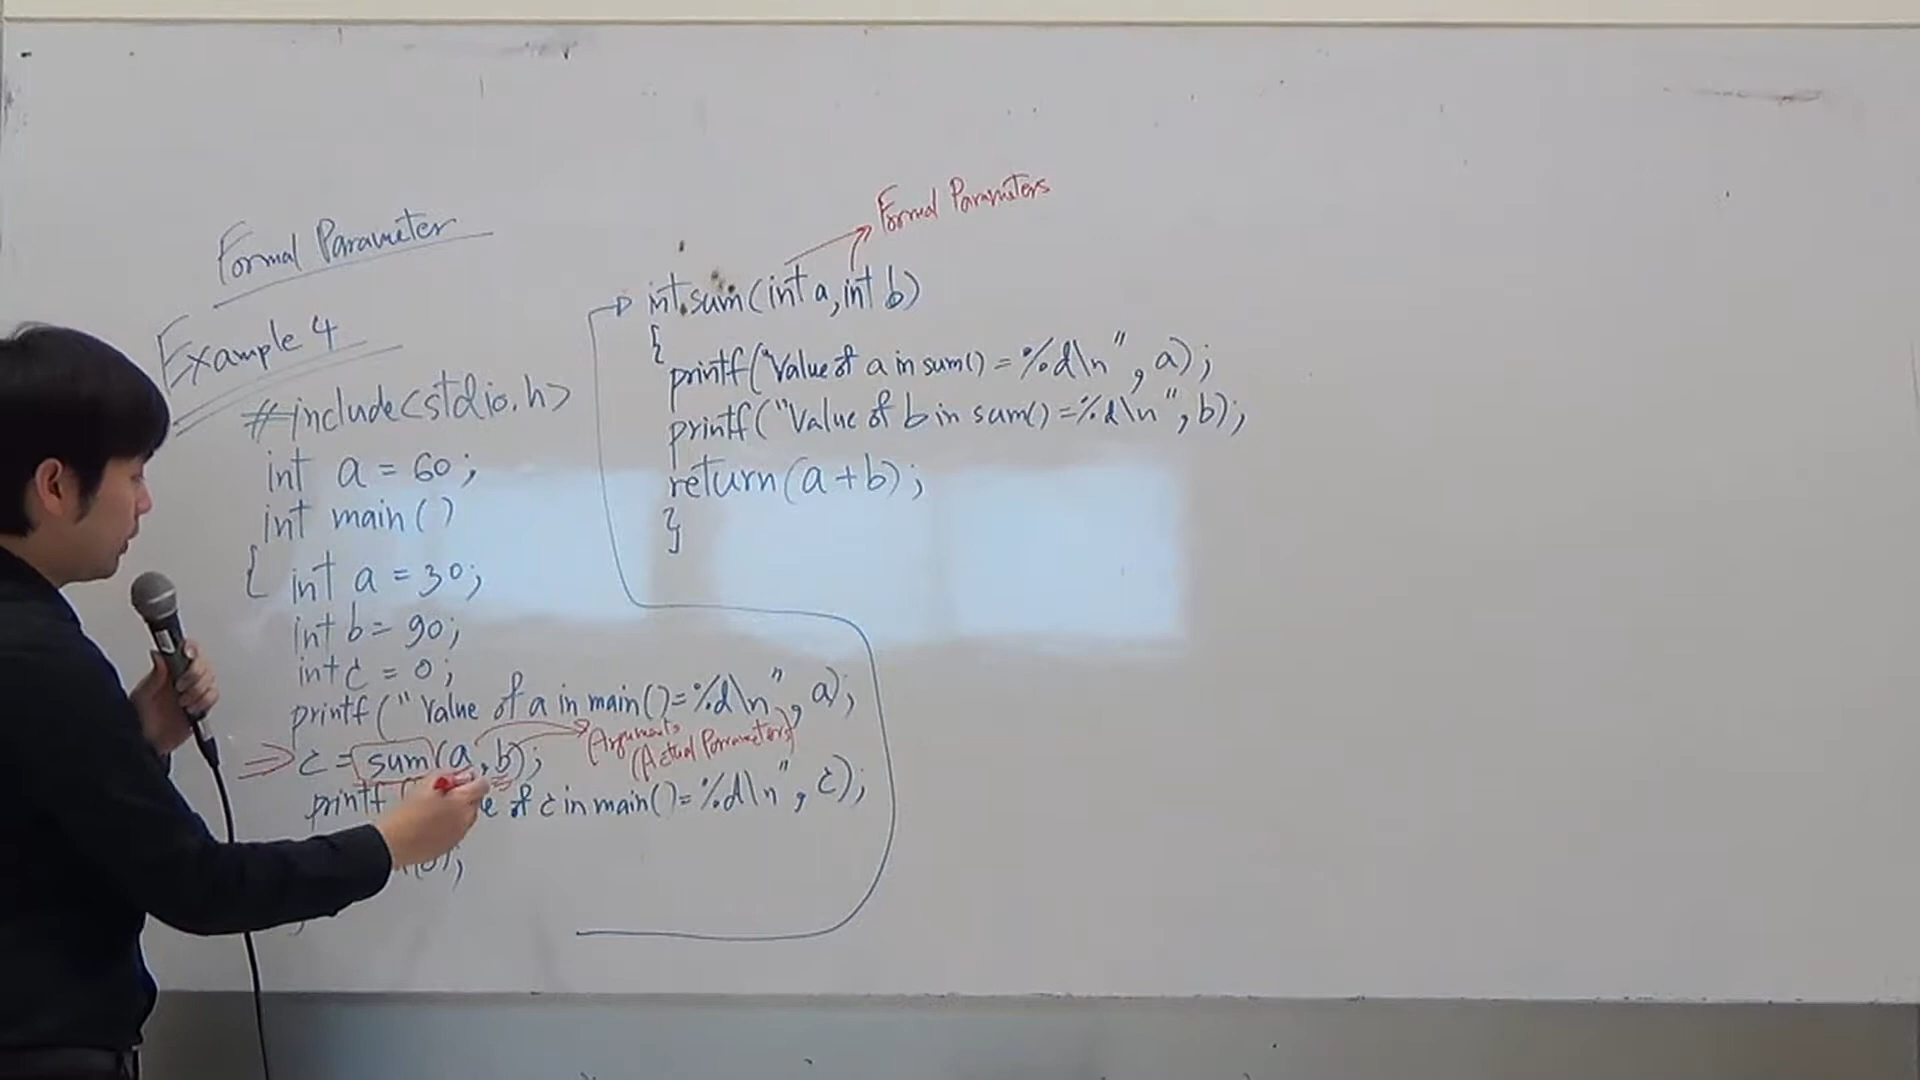 Formal Parameter
Example 4
#include<stdio.h>
int a = 60;
int main()
{ int a = 30;
int b = 90;
int c = 0;
printf("Value of a in main()=%d\n", a);
c = sum(a,b);
Arguments
(Actual Parameters)
printf( of c in main()=%d\n", c);
Formal Parameters
int sum(int a, int b)
{
printf("Value of a in sum() = %d\n", a);
printf("Value of b in sum() =%d\n", b);
return(a+b);
}